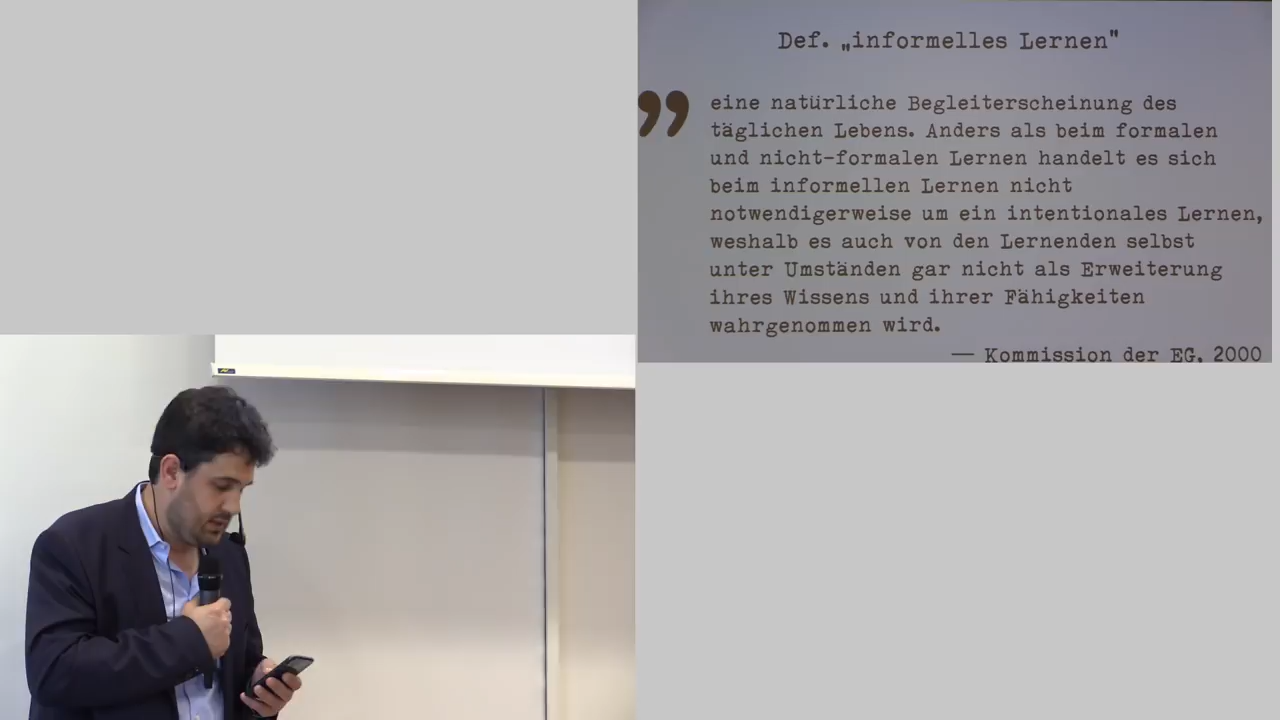 Def. „informelles Lernen"
” eine natürliche Begleiterscheinung des
täglichen Lebens. Anders als beim formalen
und nicht-formalen Lernen handelt es sich
beim informellen Lernen nicht
notwendigerweise um ein intentionales Lernen,
weshalb es auch von den Lernenden selbst
unter Umständen gar nicht als Erweiterung
ihres Wissens und ihrer Fähigkeiten
wahrgenommen wird.
— Kommission der EG, 2000